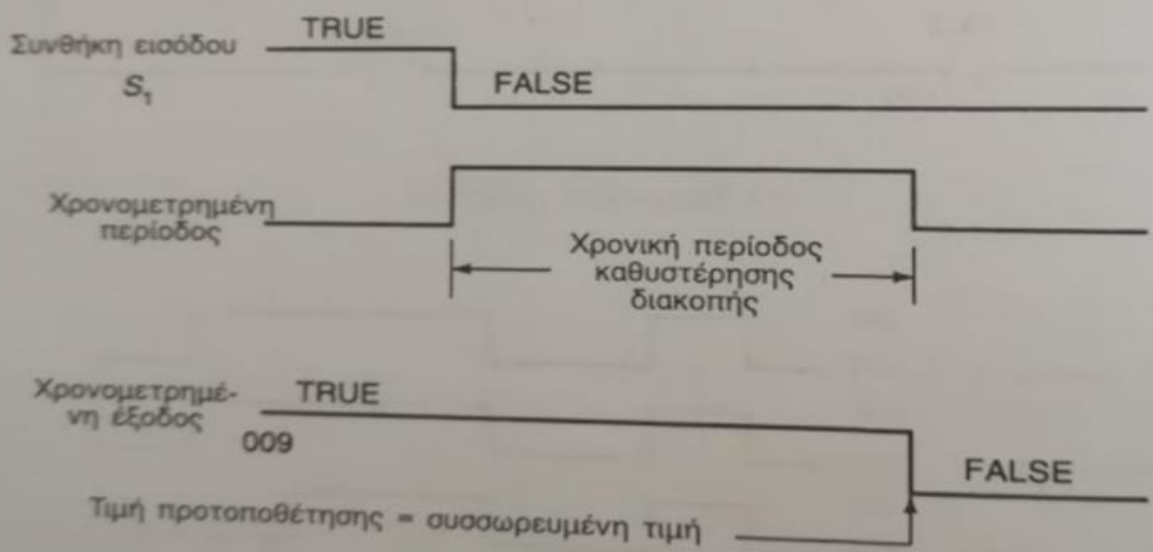 TRUE
Συνθήκη εισόδου
S₁
FALSE
Χρονομετρημένη
περίοδος
Χρονική περίοδος
καθυστέρησης
διακοπής
Χρονομετρημέ-
νη έξοδος
TRUE
009
FALSE
Τιμή προτοποθέτησης = συσσωρευμένη τιμή